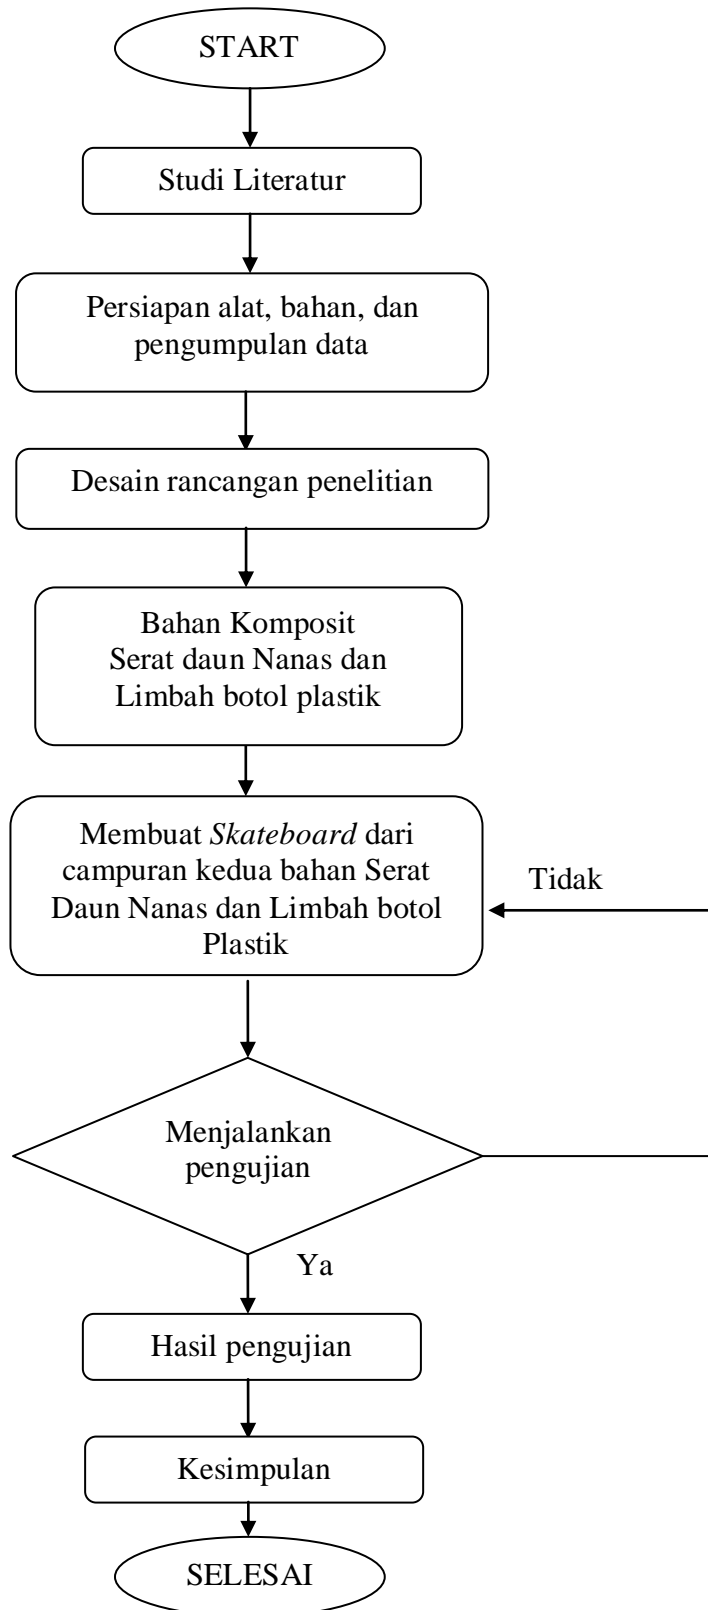 START
Studi Literatur
Persiapan alat, bahan, dan
pengumpulan data
Desain rancangan penelitian
Bahan Komposit
Serat daun Nanas dan
Limbah botol plastik
Membuat Skateboard dari
campuran kedua bahan Serat
Daun Nanas dan Limbah botol
Plastik
Tidak
Menjalankan
pengujian
Ya
Hasil pengujian
Kesimpulan
SELESAI